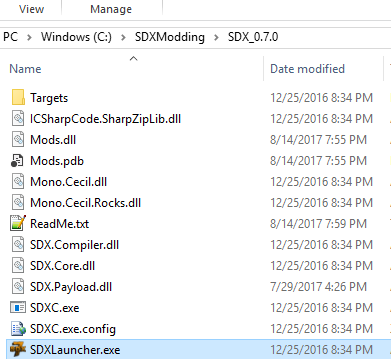 View Manage
PC > Windows (C:) > SDXModding > SDX_0.7.0
Name Date modified
Targets 12/25/2016 8:34 PM
ICSharpCode.SharpZipLib.dll 12/25/2016 8:34 PM
Mods.dll 8/14/2017 7:55 PM
Mods.pdb 8/14/2017 7:55 PM
Mono.Cecil.dll 12/25/2016 8:34 PM
Mono.Cecil.Rocks.dll 12/25/2016 8:34 PM
ReadMe.txt 8/14/2017 7:59 PM
SDX.Compiler.dll 12/25/2016 8:34 PM
SDX.Core.dll 12/25/2016 8:34 PM
SDX.Payload.dll 7/29/2017 4:26 PM
SDXC.exe 12/25/2016 8:34 PM
SDXC.exe.config 12/25/2016 8:34 PM
SDXLauncher.exe 12/25/2016 8:34 PM